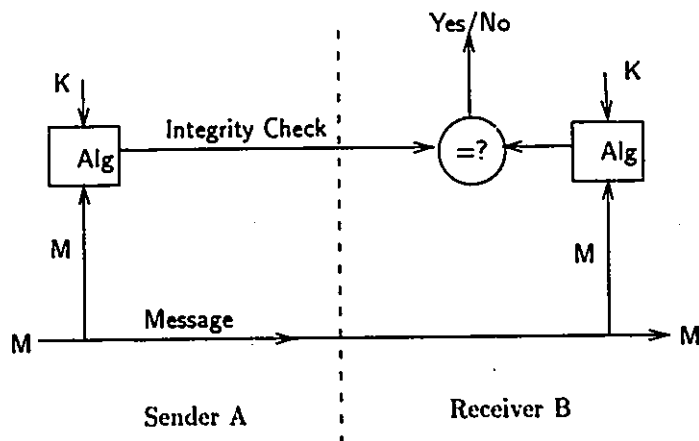 Yes/No
K
K
Integrity Check
Alg
=?
Alg
M
M
Message
M
M
Sender A
Receiver B